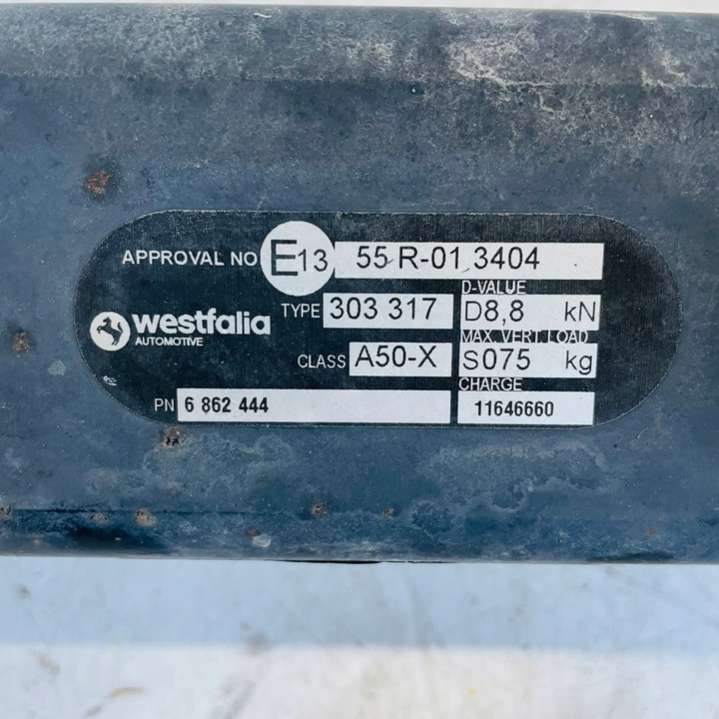 APPROVAL NO E13 55 R-01 3404
D-VALUE
TYPE 303 317 D8,8 kN
westfalia
AUTOMOTIVE
MAX. VERT. LOAD
CLASS A50-X S075 kg
CHARGE
PN 6 862 444 11646660